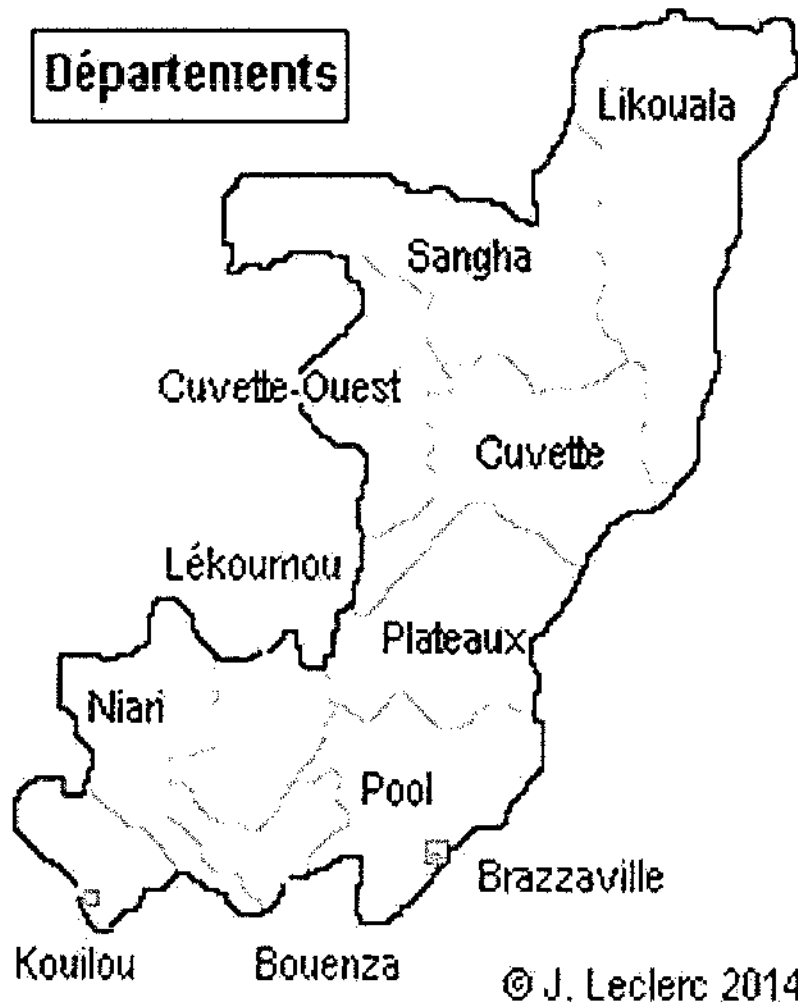 Départements
Likouala
Sangha
Cuvette-Ouest
Cuvette
Lékoumou
Plateaux
Niari
Pool
Brazzaville
Kouilou
Bouenza
© J. Leclerc 2014